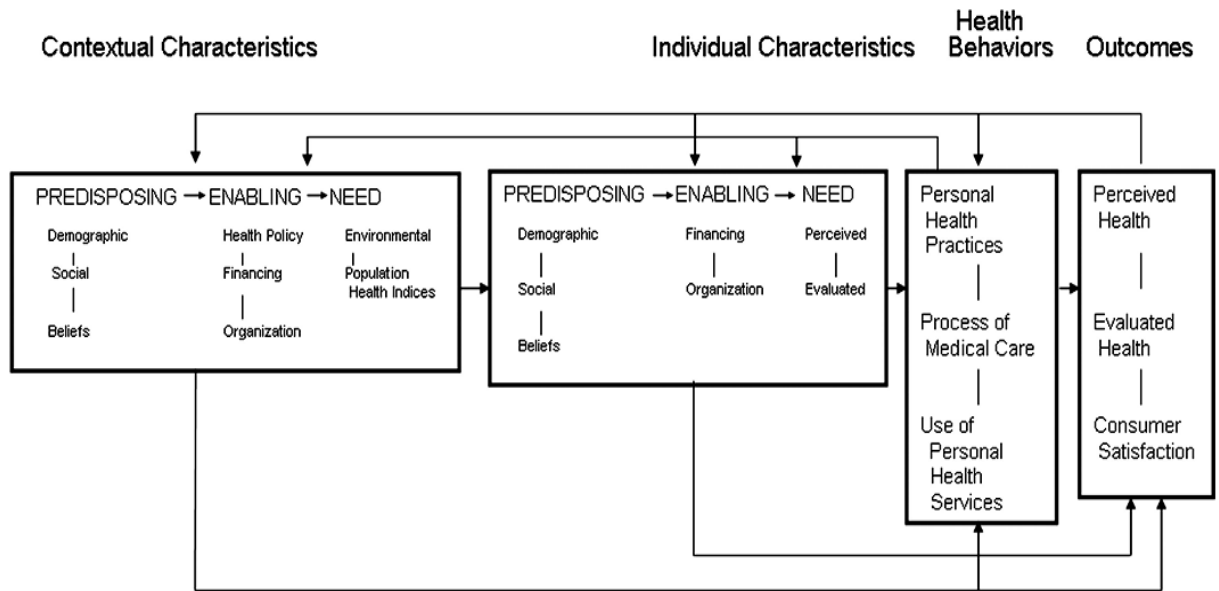 Contextual Characteristics
Individual Characteristics
Health
Behaviors
Outcomes
PREDISPOSING → ENABLING → NEED
Demographic
Social
Beliefs
Health Policy
Financing
Organization
Environmental
Population
Health Indices
PREDISPOSING → ENABLING → NEED
Demographic
Social
Beliefs
Financing
Organization
Perceived
Evaluated
Personal
Health
Practices
Process of
Medical Care
Use of
Personal
Health
Services
Perceived
Health
Evaluated
Health
Consumer
Satisfaction